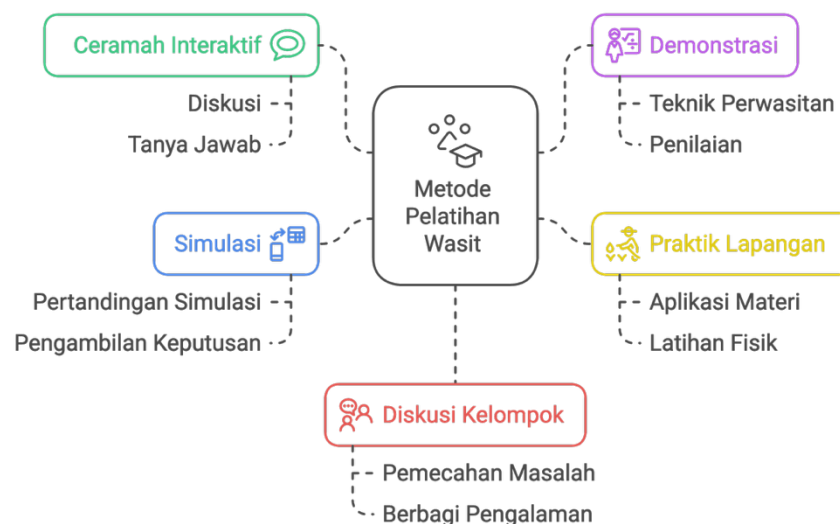 Ceramah Interaktif
Diskusi
Tanya Jawab
Demonstrasi
Teknik Perwasitan
Penilaian
Metode
Pelatihan
Wasit
Simulasi
Pertandingan Simulasi
Pengambilan Keputusan
Praktik Lapangan
Aplikasi Materi
Latihan Fisik
Diskusi Kelompok
Pemecahan Masalah
Berbagi Pengalaman